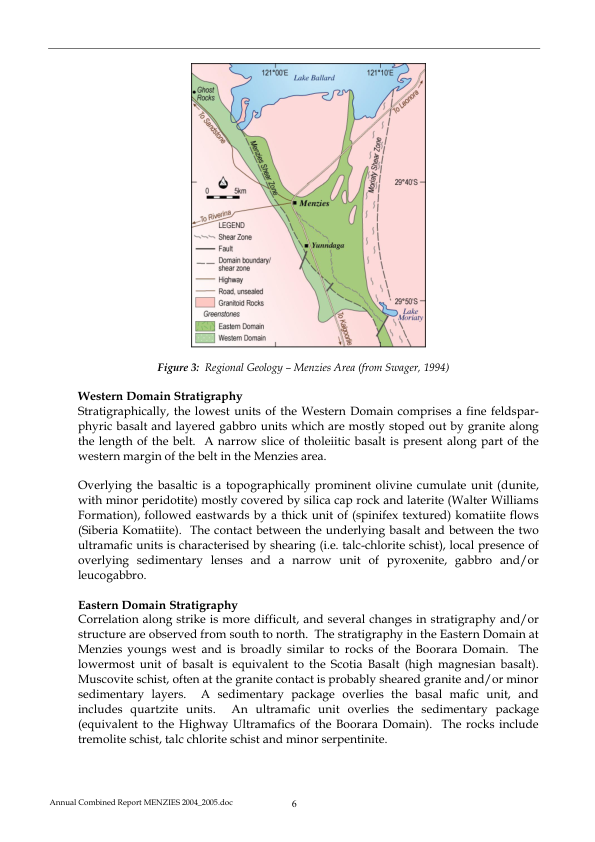 121°00'E
121°10'E
Lake Ballard
Ghost
Rocks
To Sandstone
To Leonora
Menzies Shear Zone
Moriaty Shear Zone
29°40'S
0 5km
Menzies
To Riverina
LEGEND
Shear Zone
Fault
Domain boundary/
shear zone
Highway
Road, unsealed
Granitoid Rocks
Greenstones
Eastern Domain
Western Domain
Yunndaga
29°50'S
Lake
Moriaty
To Kalgoorlie
Figure 3: Regional Geology – Menzies Area (from Swager, 1994)
Western Domain Stratigraphy
Stratigraphically, the lowest units of the Western Domain comprises a fine feldspar-
phyric basalt and layered gabbro units which are mostly stoped out by granite along
the length of the belt. A narrow slice of tholeiitic basalt is present along part of the
western margin of the belt in the Menzies area.
Overlying the basaltic is a topographically prominent olivine cumulate unit (dunite,
with minor peridotite) mostly covered by silica cap rock and laterite (Walter Williams
Formation), followed eastwards by a thick unit of (spinifex textured) komatiite flows
(Siberia Komatiite). The contact between the underlying basalt and between the two
ultramafic units is characterised by shearing (i.e. talc-chlorite schist), local presence of
overlying sedimentary lenses and a narrow unit of pyroxenite, gabbro and/or
leucogabbro.
Eastern Domain Stratigraphy
Correlation along strike is more difficult, and several changes in stratigraphy and/or
structure are observed from south to north. The stratigraphy in the Eastern Domain at
Menzies youngs west and is broadly similar to rocks of the Boorara Domain. The
lowermost unit of basalt is equivalent to the Scotia Basalt (high magnesian basalt).
Muscovite schist, often at the granite contact is probably sheared granite and/or minor
sedimentary layers. A sedimentary package overlies the basal mafic unit, and
includes quartzite units. An ultramafic unit overlies the sedimentary package
(equivalent to the Highway Ultramafics of the Boorara Domain). The rocks include
tremolite schist, talc chlorite schist and minor serpentinite.
Annual Combined Report MENZIES 2004_2005.doc 6